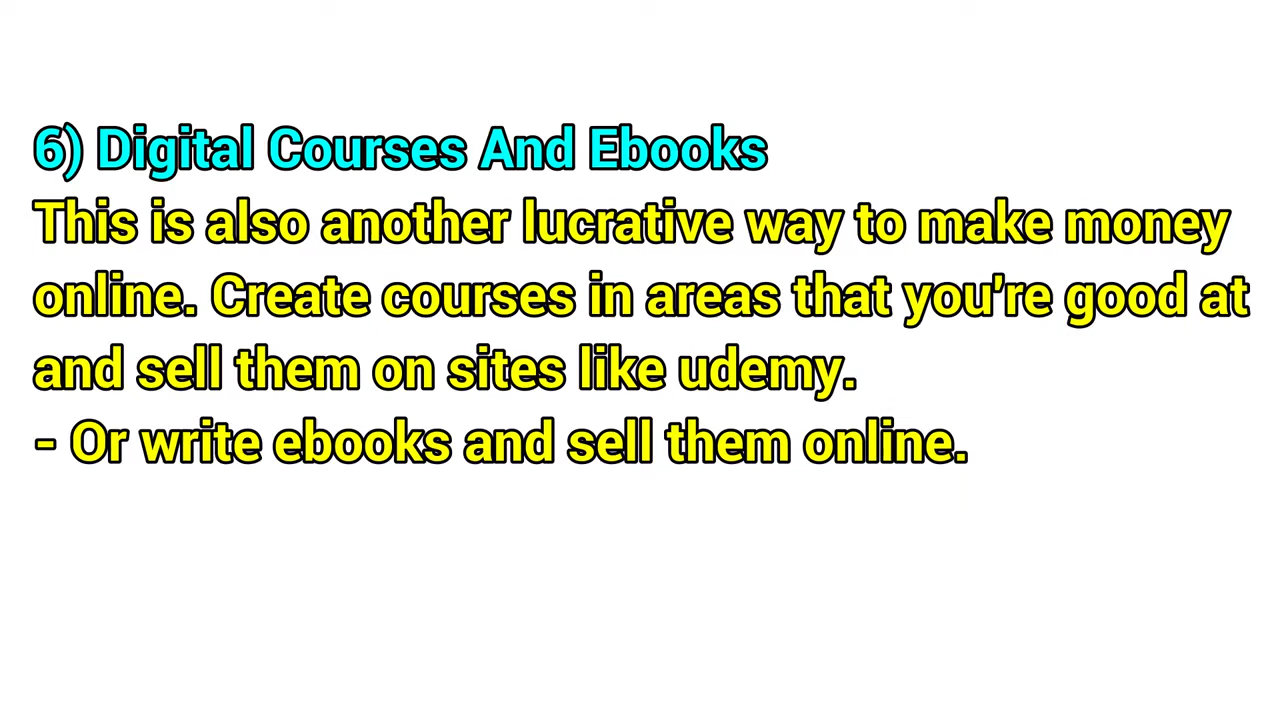 6) Digital Courses And Ebooks
This is also another lucrative way to make money
online. Create courses in areas that you're good at
and sell them on sites like udemy.
- Or write ebooks and sell them online.